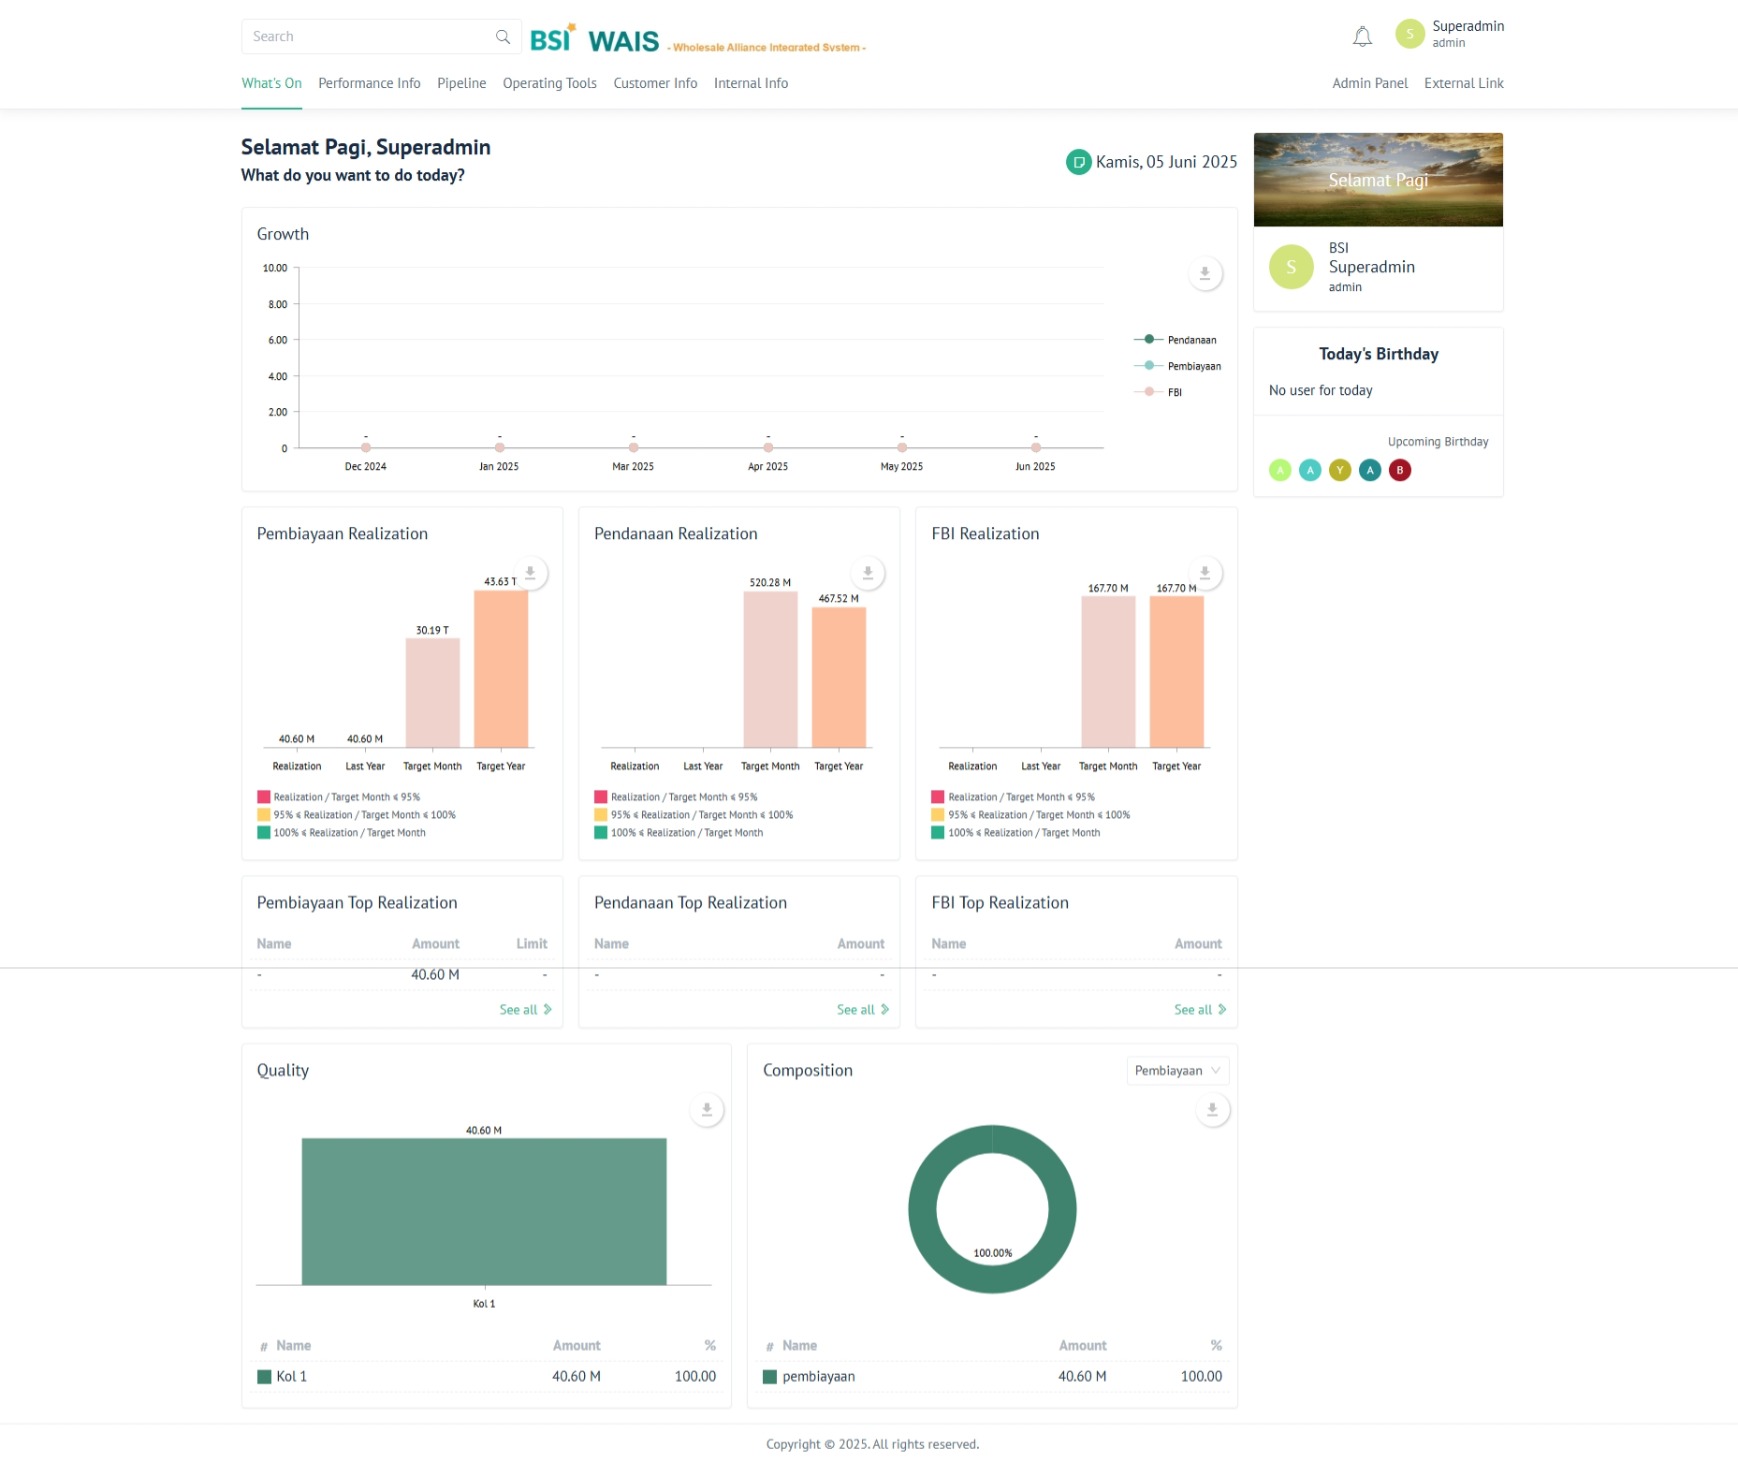 Search
BSI WAIS - Wholesale Alliance Integrated System -
S
Superadmin
admin
What's On Performance Info Pipeline Operating Tools Customer Info Internal Info Admin Panel External Link
Selamat Pagi, Superadmin
What do you want to do today?
Kamis, 05 Juni 2025
Selamat Pagi
S
BSI
Superadmin
admin
Today's Birthday
No user for today
Upcoming Birthday
A A Y A B
Growth
10.00
8.00
6.00
4.00
2.00
0
- - - - - -
Dec 2024 Jan 2025 Mar 2025 Apr 2025 May 2025 Jun 2025
Pendanaan
Pembiayaan
FBI
Pembiayaan Realization
43.63 T
30.19 T
40.60 M 40.60 M
Realization Last Year Target Month Target Year
Realization / Target Month ≤ 95%
95% ≤ Realization / Target Month ≤ 100%
100% ≤ Realization / Target Month
Pendanaan Realization
520.28 M
467.52 M
Realization Last Year Target Month Target Year
Realization / Target Month ≤ 95%
95% ≤ Realization / Target Month ≤ 100%
100% ≤ Realization / Target Month
FBI Realization
167.70 M 167.70 M
Realization Last Year Target Month Target Year
Realization / Target Month ≤ 95%
95% ≤ Realization / Target Month ≤ 100%
100% ≤ Realization / Target Month
Pembiayaan Top Realization
Name Amount Limit
- 40.60 M -
See all
Pendanaan Top Realization
Name Amount
- -
See all
FBI Top Realization
Name Amount
- -
See all
Quality
40.60 M
Kol 1
# Name Amount %
Kol 1 40.60 M 100.00
Composition
Pembiayaan
100.00%
# Name Amount %
pembiayaan 40.60 M 100.00
Copyright © 2025. All rights reserved.